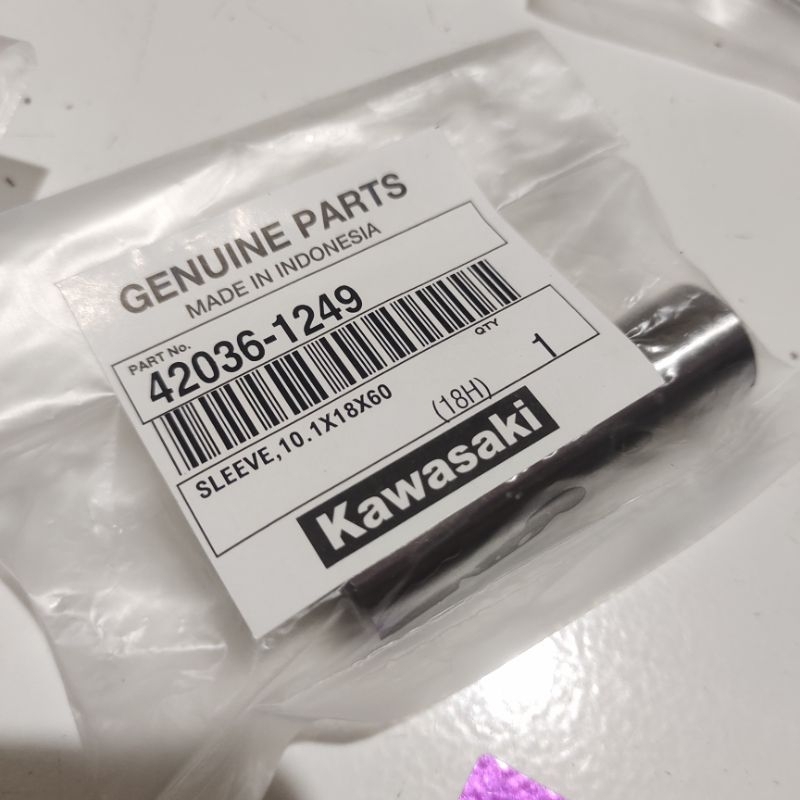 GENUINE PARTS
MADE IN INDONESIA
PART No.
42036-1249
QTY
1
SLEEVE,10.1X18X60
(18H)
Kawasaki